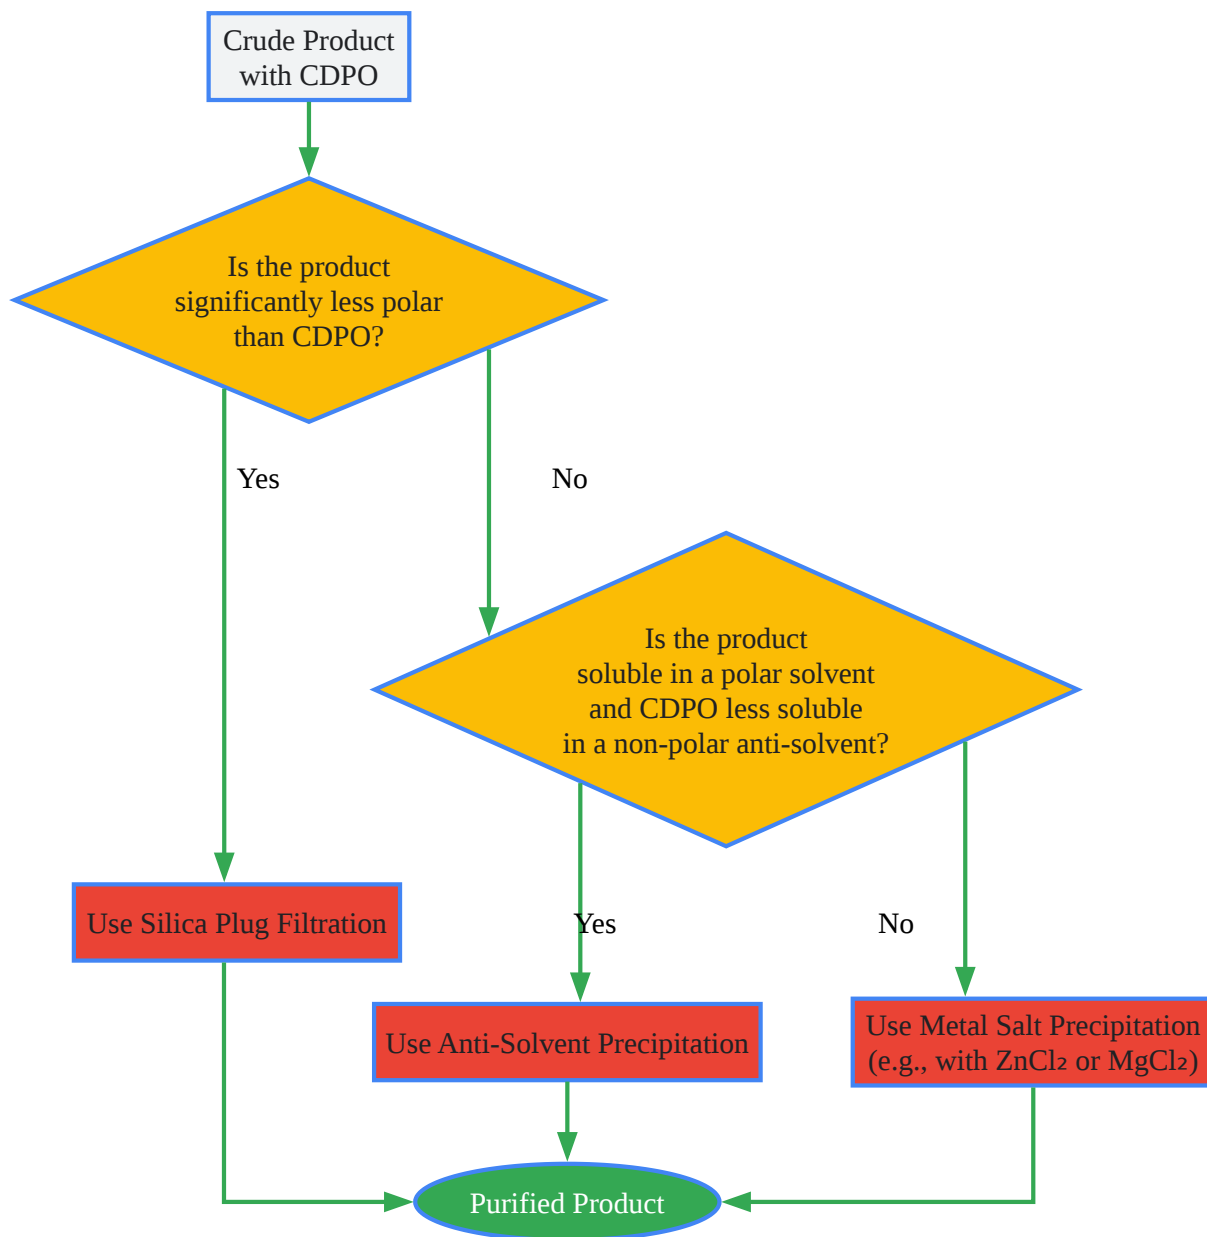 Crude Product
with CDPO
Is the product
significantly less polar
than CDPO?
Yes
No
Is the product
soluble in a polar solvent
and CDPO less soluble
in a non-polar anti-solvent?
Use Silica Plug Filtration
Yes
No
Use Anti-Solvent Precipitation
Use Metal Salt Precipitation
(e.g., with ZnCl₂ or MgCl₂)
Purified Product